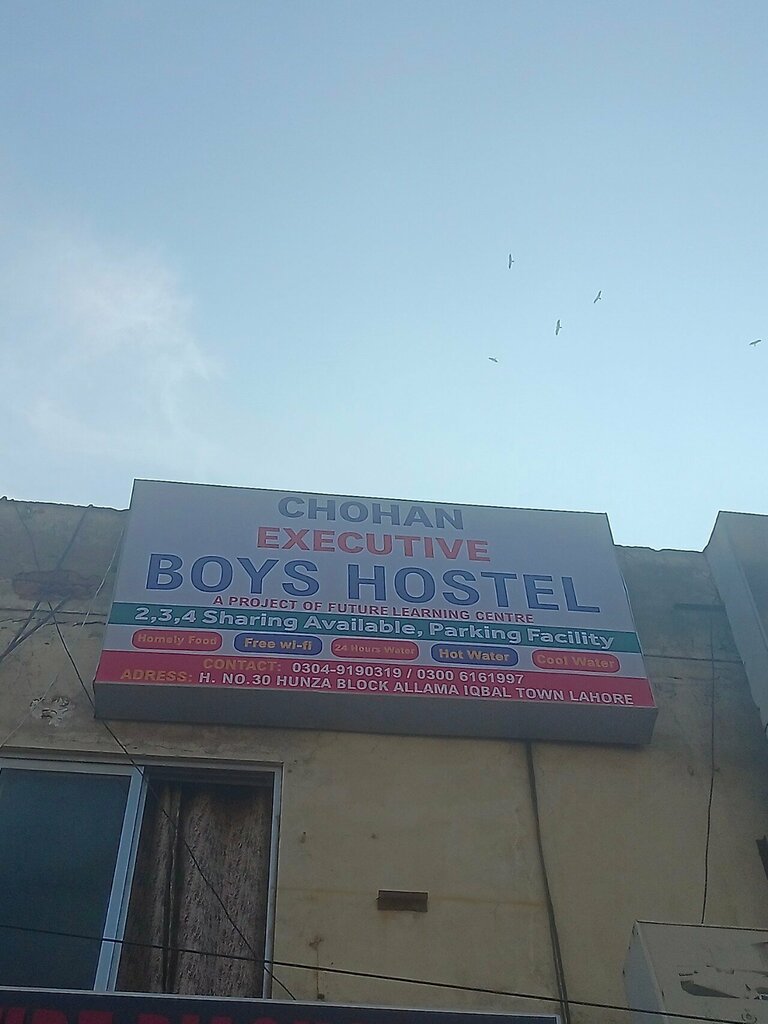 CHOHAN
EXECUTIVE
BOYS HOSTEL
A PROJECT OF FUTURE LEARNING CENTRE
2,3,4 Sharing Available, Parking Facility
Homely Food Free wi-fi 24 Hours Water Hot Water Cool Water
CONTACT: 0304-9190319 / 0300 6161997
ADRESS: H. NO.30 HUNZA BLOCK ALLAMA IQBAL TOWN LAHORE